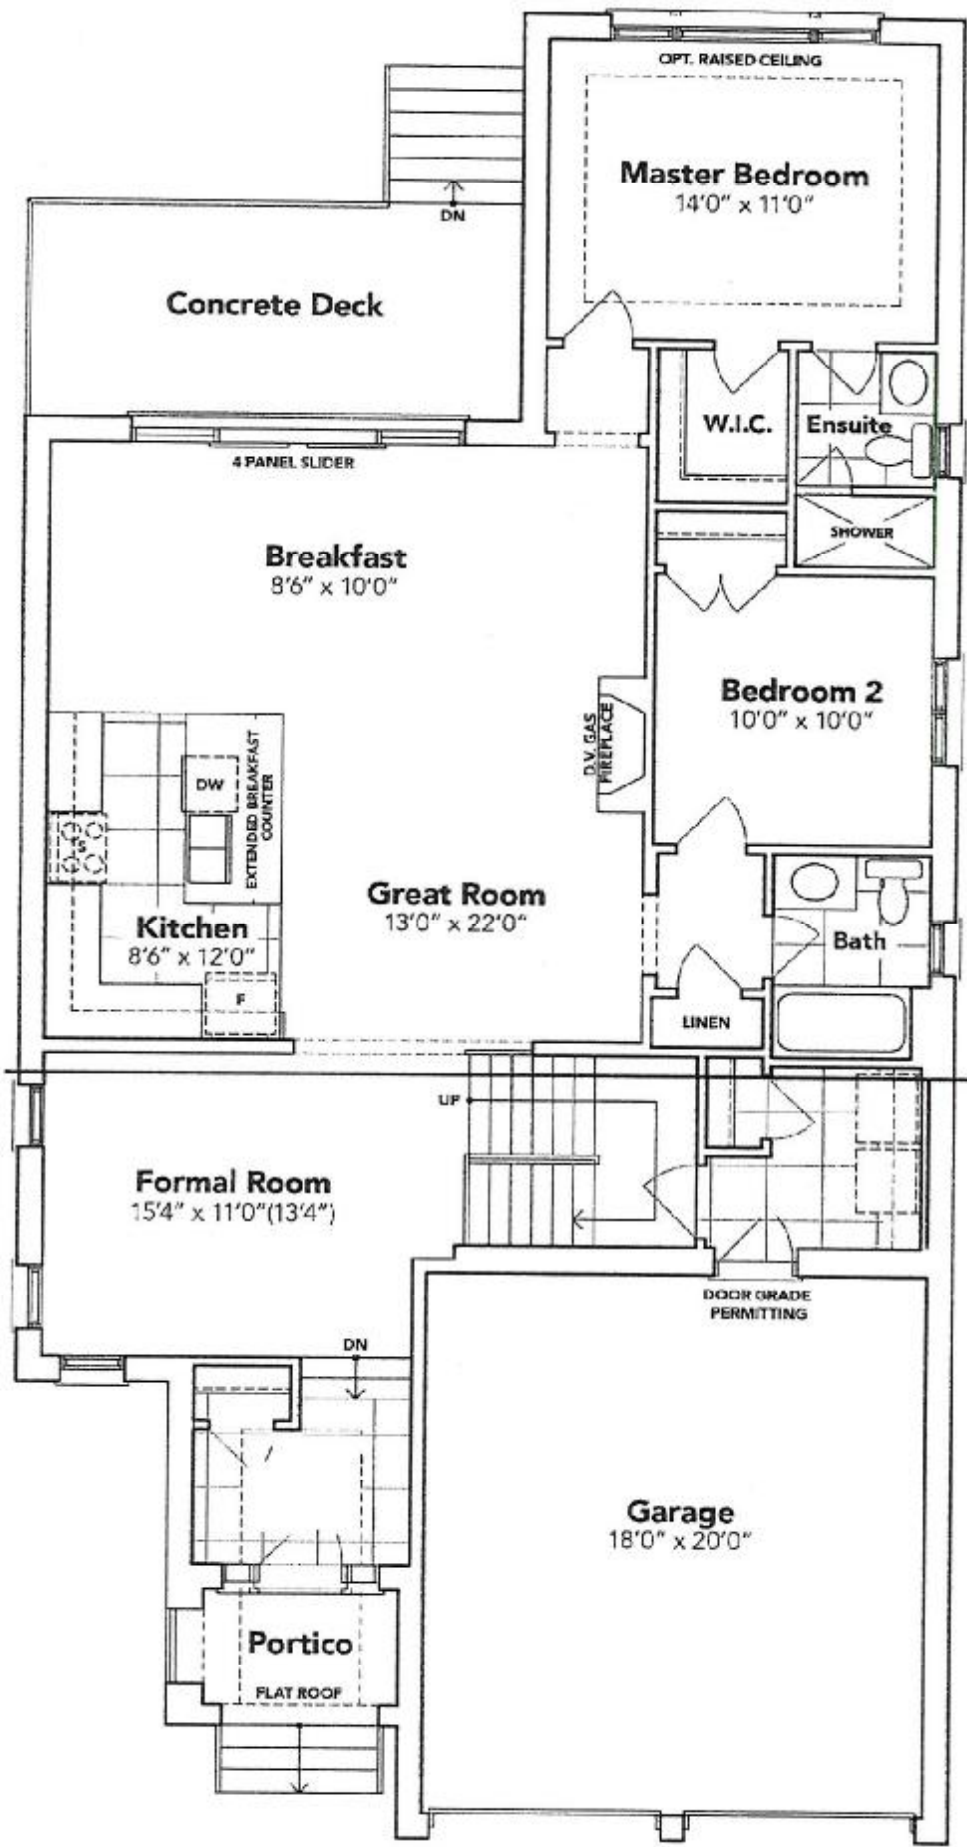 OPT. RAISED CEILING
Master Bedroom
14'0" x 11'0"
DN
Concrete Deck
W.I.C.
Ensuite
4 PANEL SLIDER
SHOWER
Breakfast
8'6" x 10'0"
Bedroom 2
10'0" x 10'0"
D.V. GAS
FIREPLACE
DW
EXTENDED BREAKFAST
COUNTER
S
Great Room
13'0" x 22'0"
Kitchen
8'6" x 12'0"
Bath
F
LINEN
UP
Formal Room
15'4" x 11'0"(13'4")
DOOR GRADE
PERMITTING
DN
Garage
18'0" x 20'0"
Portico
FLAT ROOF